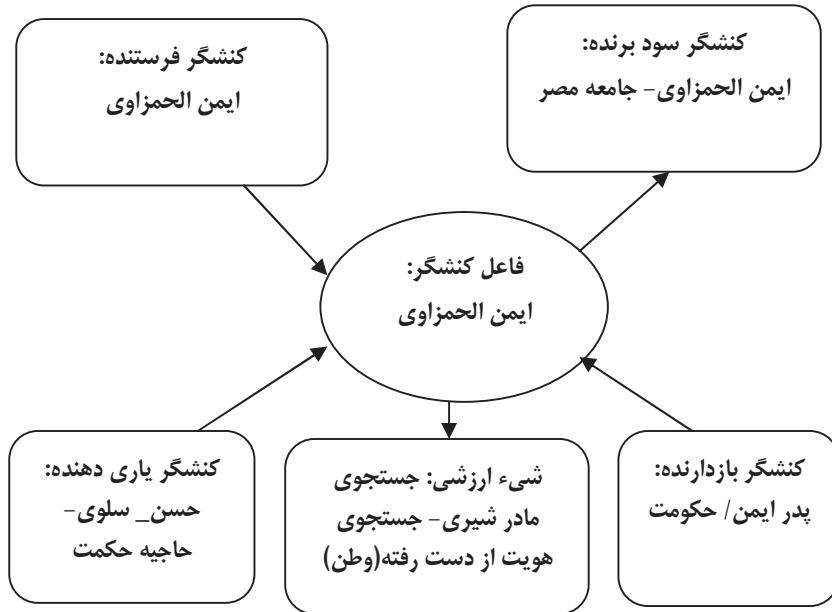 کنشگر سود برنده:
ایمن الحمزاوی- جامعه مصر
کنشگر فرستنده:
ایمن الحمزاوی
فاعل کنشگر:
ایمن الحمزاوی
کنشگر بازدارنده:
پدر ایمن/ حکومت
شیء ارزشی: جستجوی
مادر شیری- جستجوی
هویت از دست رفته(وطن)
کنشگر یاری دهنده:
حسن_ سلوی-
حاجیه حکمت